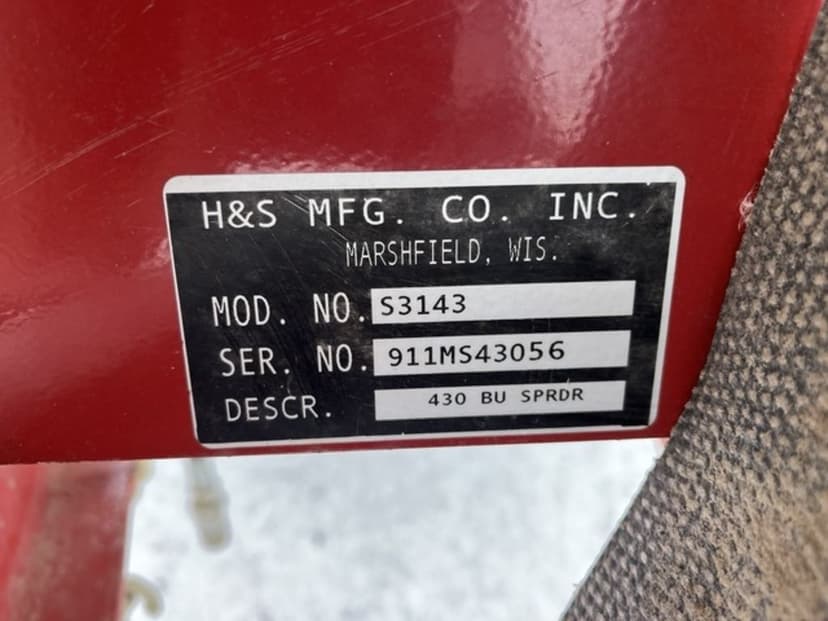 H&S MFG. CO. INC.
MARSHFIELD, WIS.
MOD. NO. S3143
SER. NO. 911MS43056
DESCR. 430 BU SPRDR